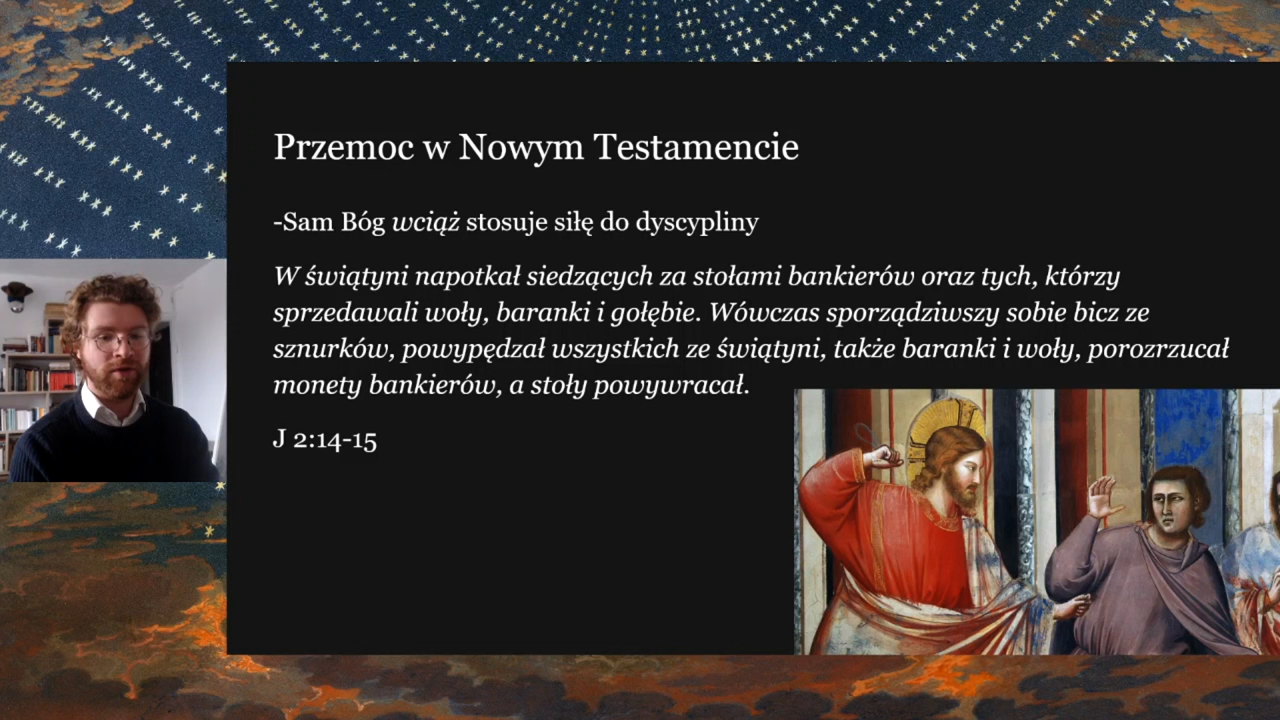 Przemoc w Nowym Testamencie
-Sam Bóg wciąż stosuje siłę do dyscypliny
W świątyni napotkał siedzących za stołami bankierów oraz tych, którzy
sprzedawali woły, baranki i gołębie. Wówczas sporządziwszy sobie bicz ze
sznurków, powypędzał wszystkich ze świątyni, także baranki i woły, porozrzucał
monety bankierów, a stoły powywracał.
J 2:14-15